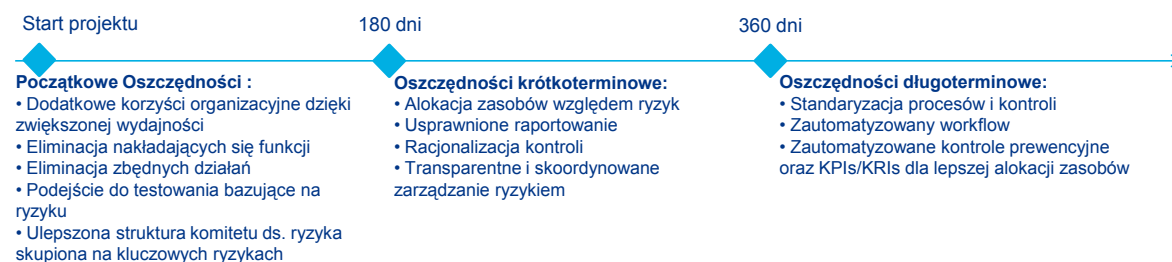 Start projektu
180 dni
360 dni
Początkowe Oszczędności :
• Dodatkowe korzyści organizacyjne dzięki
zwiększonej wydajności
• Eliminacja nakładających się funkcji
• Eliminacja zbędnych działań
• Podejście do testowania bazujące na
ryzyku
• Ulepszona struktura komitetu ds. ryzyka
skupiona na kluczowych ryzykach
Oszczędności krótkoterminowe:
• Alokacja zasobów względem ryzyk
• Usprawnione raportowanie
• Racjonalizacja kontroli
• Transparentne i skoordynowane
zarządzanie ryzykiem
Oszczędności długoterminowe:
• Standaryzacja procesów i kontroli
• Zautomatyzowany workflow
• Zautomatyzowane kontrole prewencyjne
oraz KPIs/KRIs dla lepszej alokacji zasobów